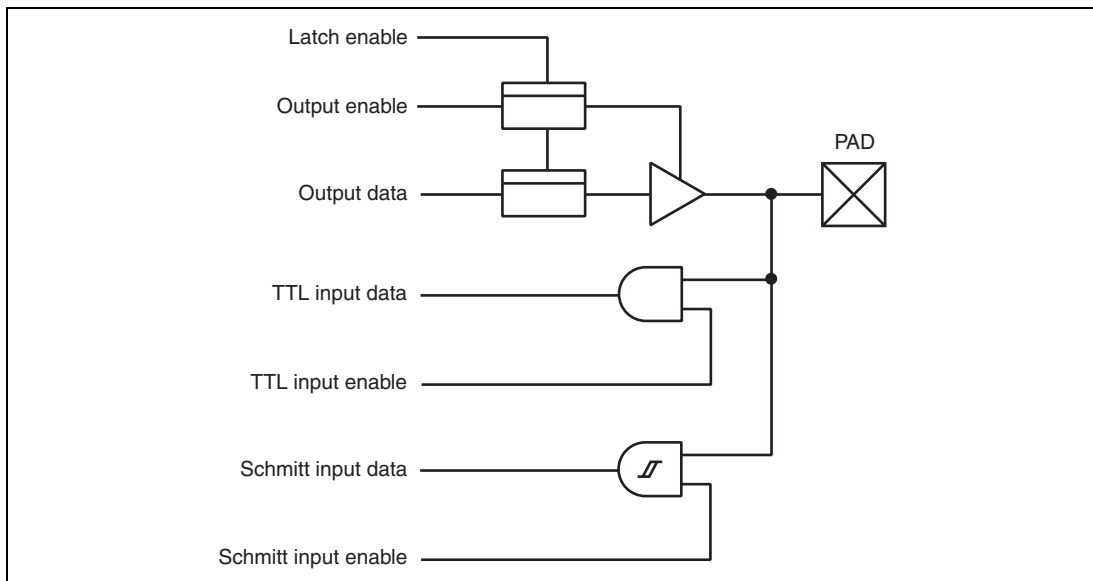 Latch enable
Output enable
PAD
Output data
TTL input data
TTL input enable
Schmitt input data
Schmitt input enable